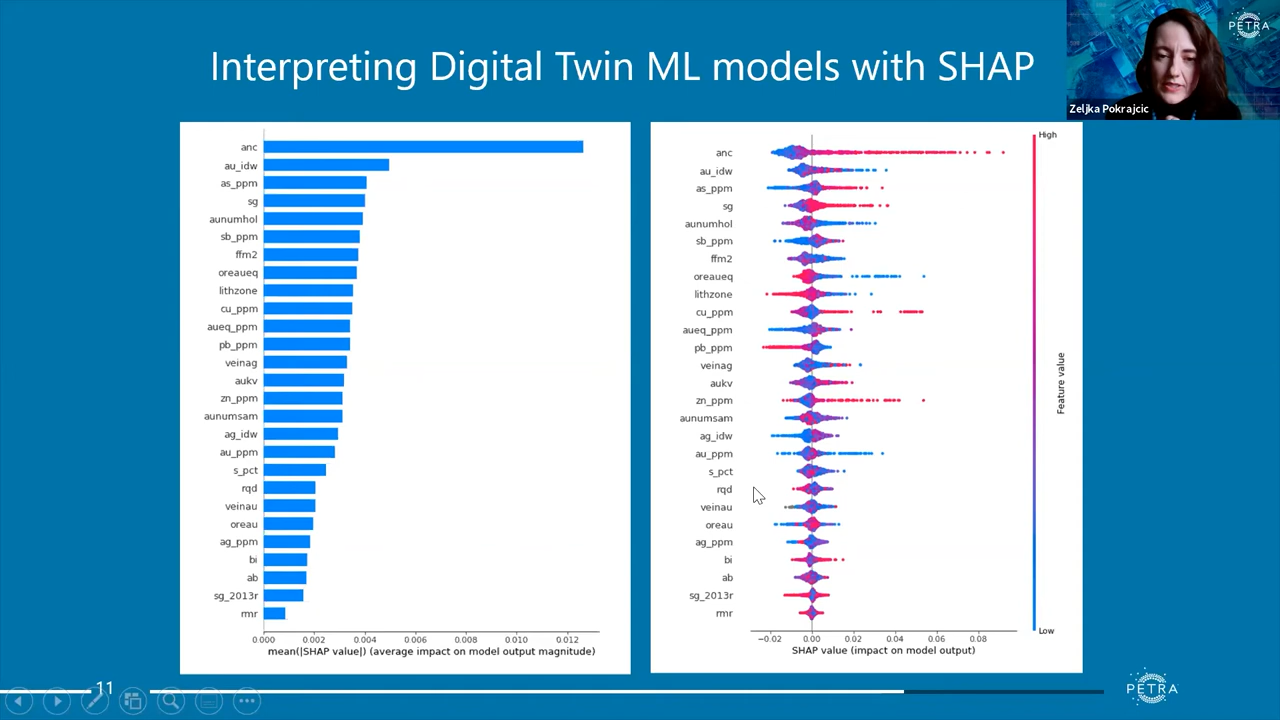 Interpreting Digital Twin ML models with SHAP
PETRA
Zeljka Pokrajcic
anc
au_idw
as_ppm
sg
aunumhol
sb_ppm
ffm2
oreaueq
lithzone
cu_ppm
aueq_ppm
pb_ppm
veinag
aukv
zn_ppm
aunumsam
ag_idw
au_ppm
s_pct
rqd
veinau
oreau
ag_ppm
bi
ab
sg_2013r
rmr
0.000 0.002 0.004 0.006 0.008 0.010 0.012
mean(|SHAP value|) (average impact on model output magnitude)
anc
au_idw
as_ppm
sg
aunumhol
sb_ppm
ffm2
oreaueq
lithzone
cu_ppm
aueq_ppm
pb_ppm
veinag
aukv
zn_ppm
aunumsam
ag_idw
au_ppm
s_pct
rqd
veinau
oreau
ag_ppm
bi
ab
sg_2013r
rmr
−0.02 0.00 0.02 0.04 0.06 0.08
SHAP value (impact on model output)
High
Feature value
Low
11
PETRA